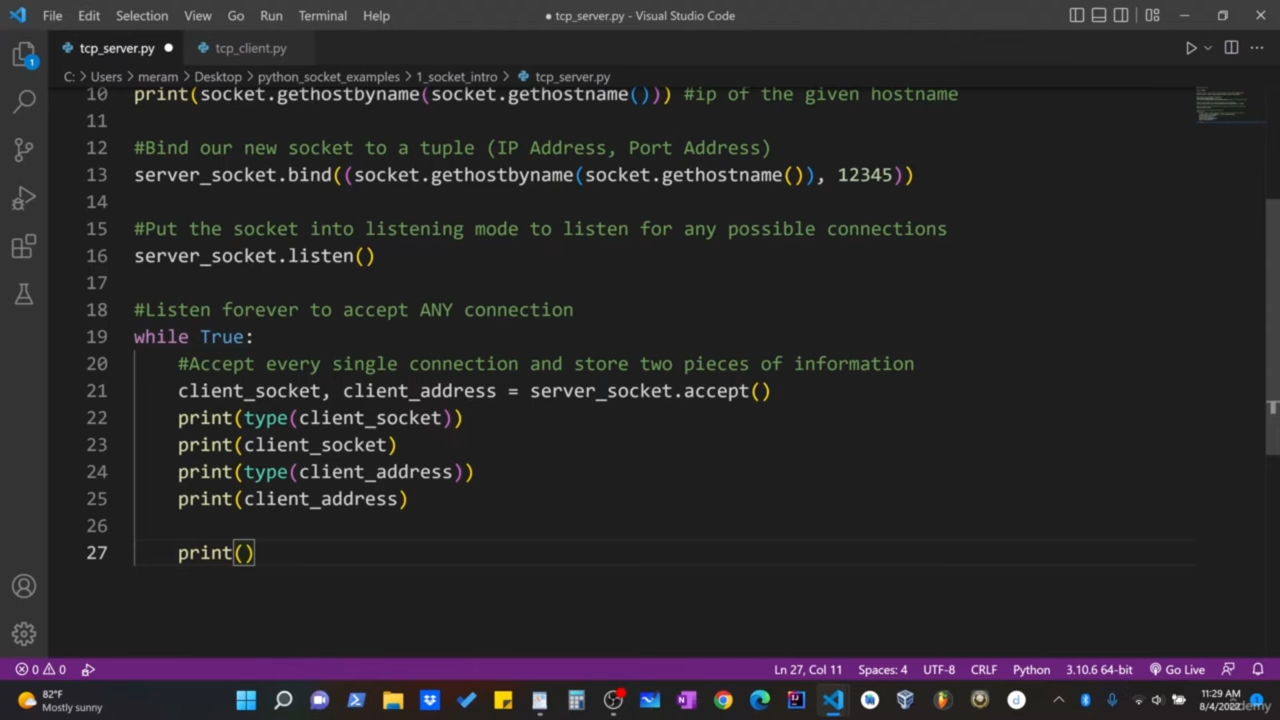 File Edit Selection View Go Run Terminal Help
● tcp_server.py - Visual Studio Code
tcp_server.py ●
tcp_client.py
C: > Users > meram > Desktop > python_socket_examples > 1_socket_intro > tcp_server.py
10 print(socket.gethostbyname(socket.gethostname())) #ip of the given hostname
11
12 #Bind our new socket to a tuple (IP Address, Port Address)
13 server_socket.bind((socket.gethostbyname(socket.gethostname()), 12345))
14
15 #Put the socket into listening mode to listen for any possible connections
16 server_socket.listen()
17
18 #Listen forever to accept ANY connection
19 while True:
20 #Accept every single connection and store two pieces of information
21 client_socket, client_address = server_socket.accept()
22 print(type(client_socket))
23 print(client_socket)
24 print(type(client_address))
25 print(client_address)
26
27 print()
1
0 0 Ln 27, Col 11 Spaces: 4 UTF-8 CRLF Python 3.10.6 64-bit Go Live
82°F
Mostly sunny
11:29 AM
8/4/2022